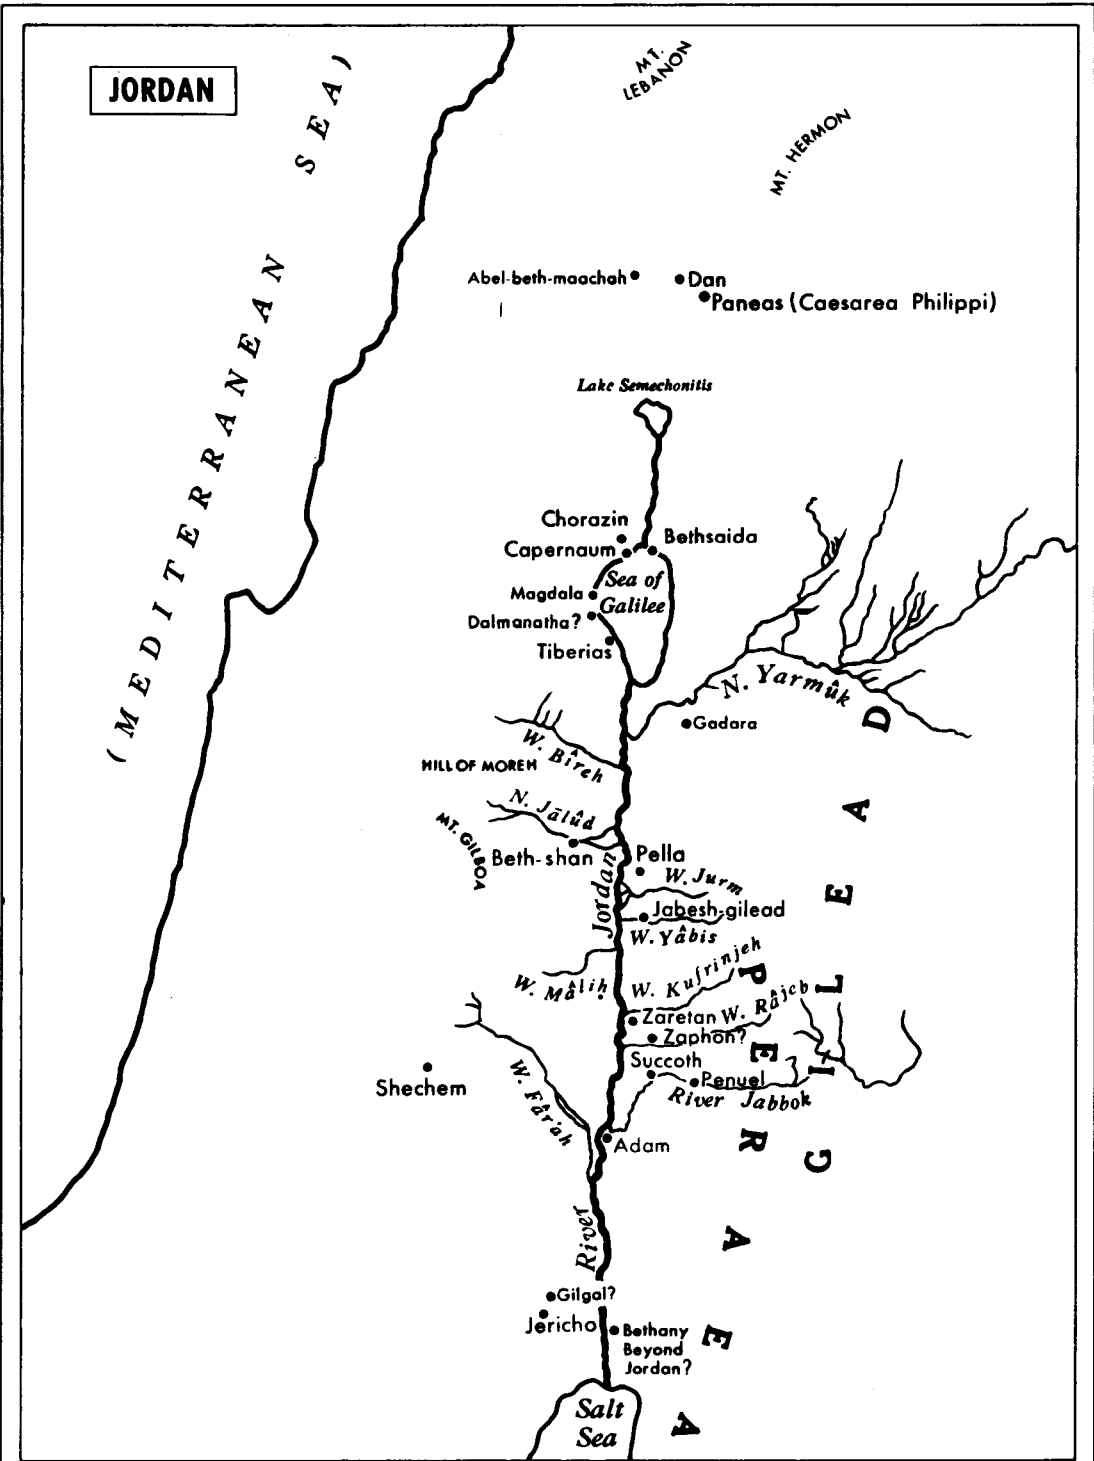 JORDAN
(MEDITERRANEAN SEA)
MT.
LEBANON
MT. HERMON
Abel-beth-maachah
Dan
Paneas (Caesarea Philippi)
Lake Semechonitis
Chorazin
Capernaum
Bethsaida
Sea of
Galilee
Magdala
Dalmanatha?
Tiberias
N. Yarmûk
Gadara
W. Bîreh
HILL OF MOREH
N. Jālûd
MT. GILBOA
Beth-shan
Pella
W. Jurm
Jabesh-gilead
W. Yâbis
W. Mâlih
W. Kufrinjeh
Zaretan
W. Râjeb
Zaphon?
Succoth
Penuel
River Jabbok
Shechem
W. Fâr'ah
Adam
Jordan River
GILEAD
PERAEA
Gilgal?
Jericho
Bethany
Beyond
Jordan?
Salt
Sea